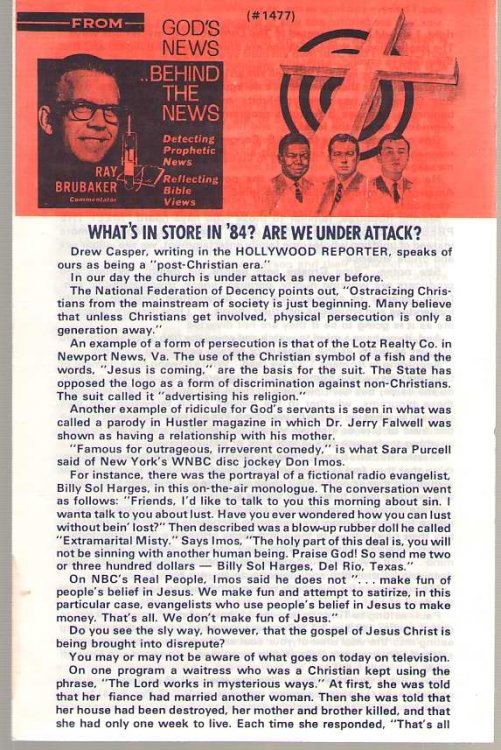 (#1477)
FROM
GOD'S
NEWS
..BEHIND
THE
NEWS
Detecting
Prophetic
News
Reflecting
Bible
Views
RAY
BRUBAKER
Commentator
WHAT'S IN STORE IN '84? ARE WE UNDER ATTACK?
Drew Casper, writing in the HOLLYWOOD REPORTER, speaks of
ours as being a "post-Christian era."
In our day the church is under attack as never before.
The National Federation of Decency points out, "Ostracizing Chris-
tians from the mainstream of society is just beginning. Many believe
that unless Christians get involved, physical persecution is only a
generation away."
An example of a form of persecution is that of the Lotz Realty Co. in
Newport News, Va. The use of the Christian symbol of a fish and the
words, "Jesus is coming," are the basis for the suit. The State has
opposed the logo as a form of discrimination against non-Christians.
The suit called it "advertising his religion."
Another example of ridicule for God's servants is seen in what was
called a parody in Hustler magazine in which Dr. Jerry Falwell was
shown as having a relationship with his mother.
"Famous for outrageous, irreverent comedy," is what Sara Purcell
said of New York's WNBC disc jockey Don Imos.
For instance, there was the portrayal of a fictional radio evangelist,
Billy Sol Harges, in this on-the-air monologue. The conversation went
as follows: "Friends, I'd like to talk to you this morning about sin. I
wanta talk to you about lust. Have you ever wondered how you can lust
without bein' lost?" Then described was a blow-up rubber doll he called
"Extramarital Misty." Says Imos, "The holy part of this deal is, you will
not be sinning with another human being. Praise God! So send me two
or three hundred dollars — Billy Sol Harges, Del Rio, Texas."
On NBC's Real People, Imos said he does not "... make fun of
people's belief in Jesus. We make fun and attempt to satirize, in this
particular case, evangelists who use people's belief in Jesus to make
money. That's all. We don't make fun of Jesus."
Do you see the sly way, however, that the gospel of Jesus Christ is
being brought into disrepute?
You may or may not be aware of what goes on today on television.
On one program a waitress who was a Christian kept using the
phrase, "The Lord works in mysterious ways." At first, she was told
that her fiance had married another woman. Then she was told that
her house had been destroyed, her mother and brother killed, and that
she had only one week to live. Each time she responded, "That's all